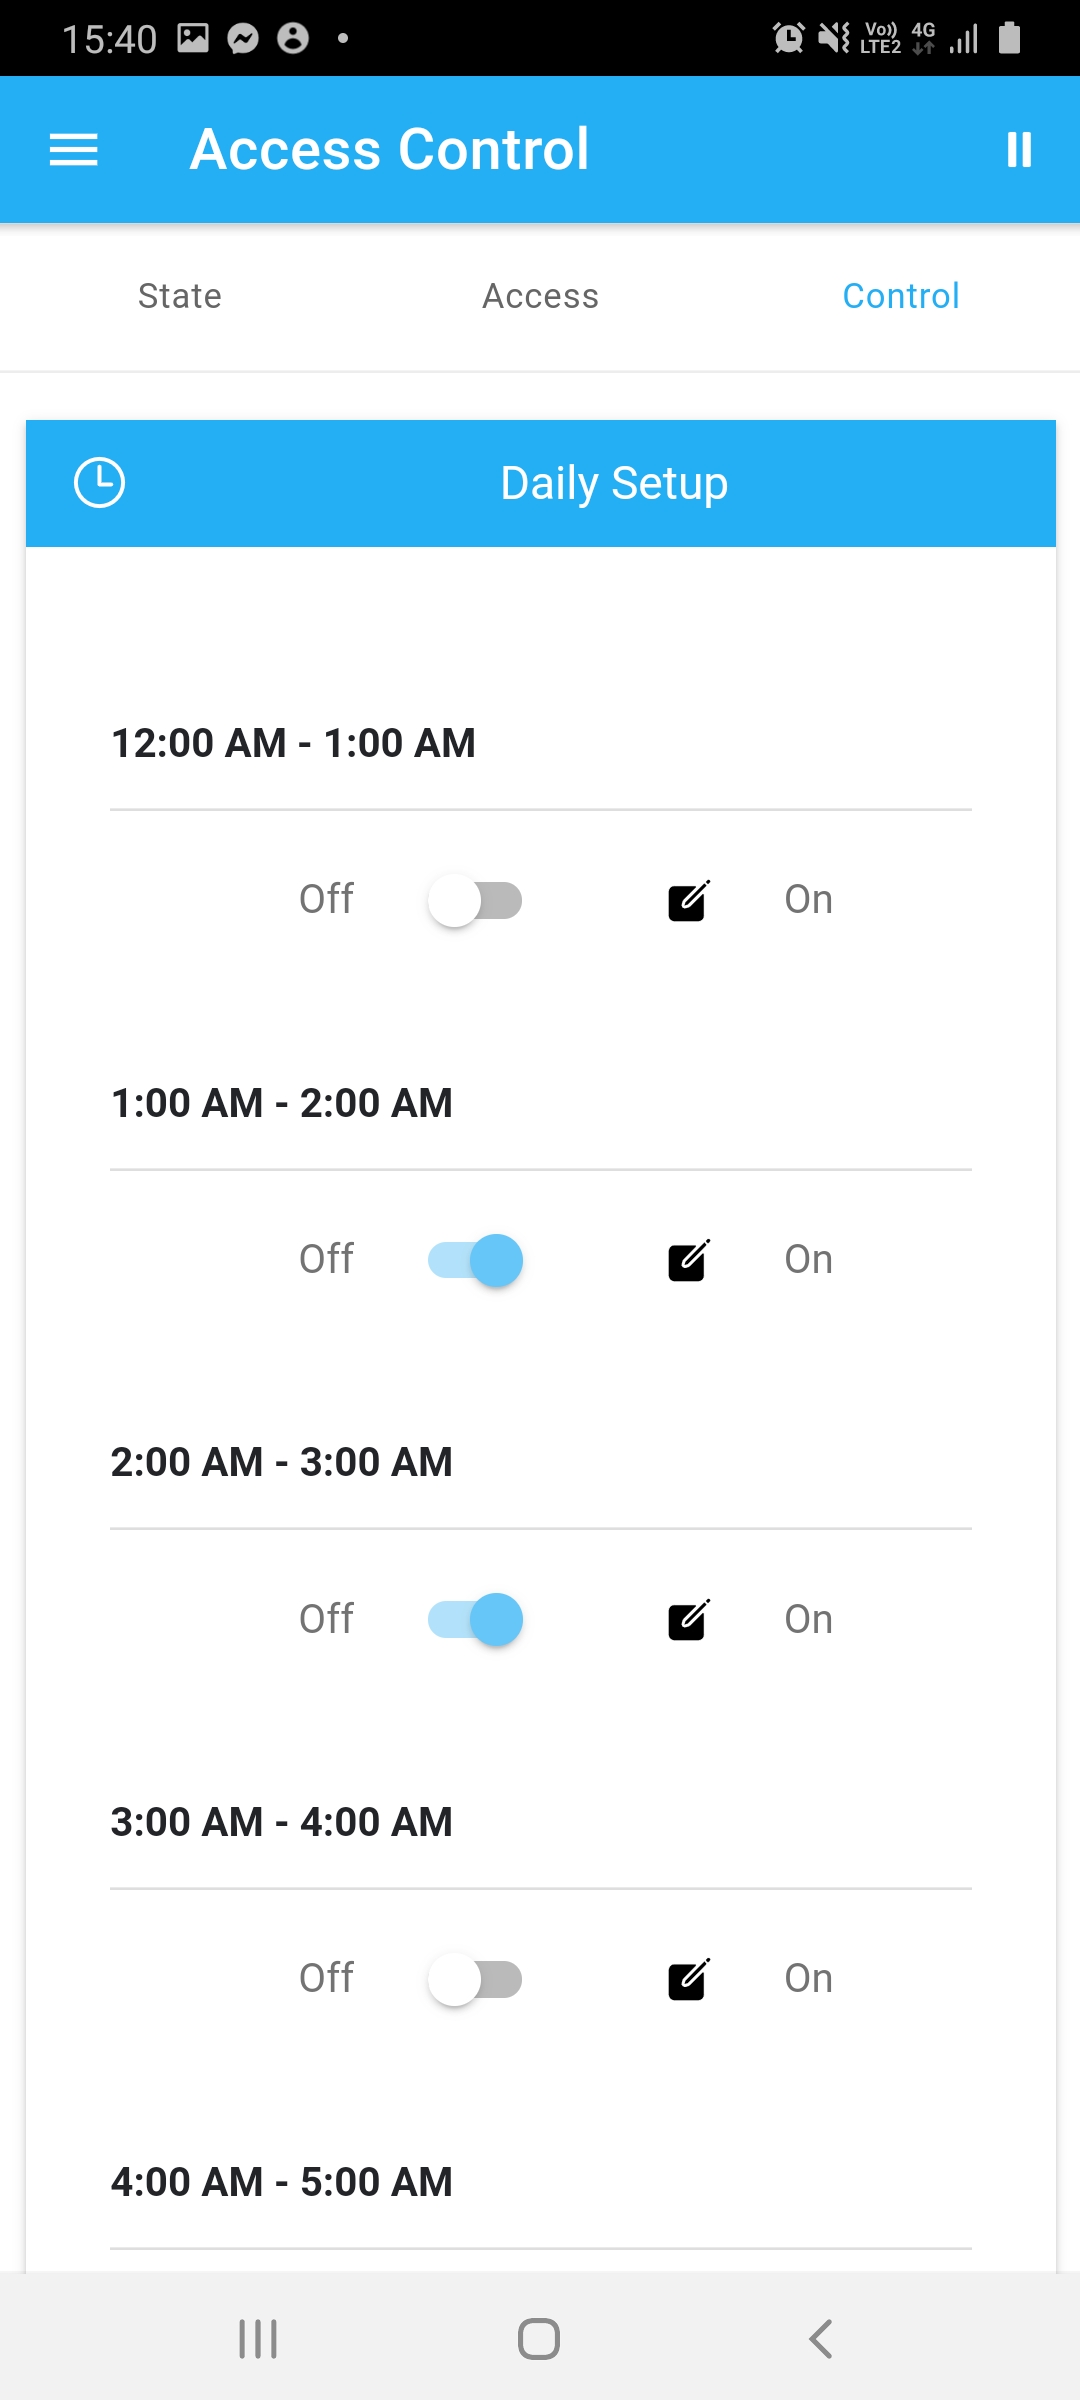 15:40 Vo)) LTE2 4G
Access Control
State Access Control
Daily Setup
12:00 AM - 1:00 AM
Off On
1:00 AM - 2:00 AM
Off On
2:00 AM - 3:00 AM
Off On
3:00 AM - 4:00 AM
Off On
4:00 AM - 5:00 AM